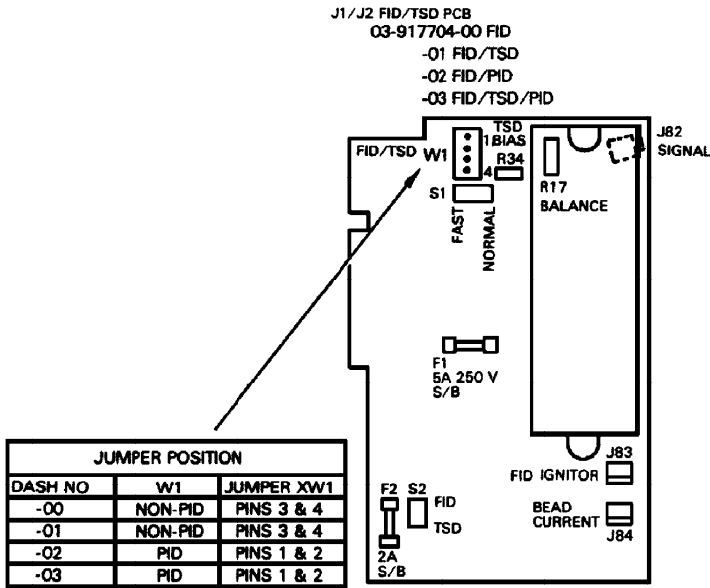 J1/J2 FID/TSD PCB
03-917704-00 FID
-01 FID/TSD
-02 FID/PID
-03 FID/TSD/PID
FID/TSD W1
1
4
TSD
BIAS
R34
S1
FAST
NORMAL
R17
BALANCE
J82
SIGNAL
F1
5A 250 V
S/B
F2
2A
S/B
S2
FID
TSD
J83
FID IGNITOR
BEAD
CURRENT
J84
JUMPER POSITION
DASH NO W1 JUMPER XW1
-00 NON-PID PINS 3 & 4
-01 NON-PID PINS 3 & 4
-02 PID PINS 1 & 2
-03 PID PINS 1 & 2